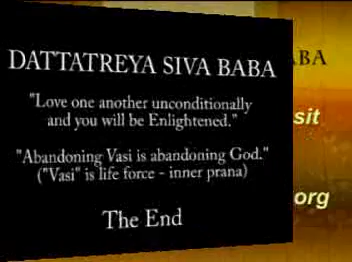 DATTATREYA SIVA BABA
"Love one another unconditionally
and you will be Enlightened."
"Abandoning Vasi is abandoning God."
("Vasi" is life force - inner prana)
The End
BABA
sit
org